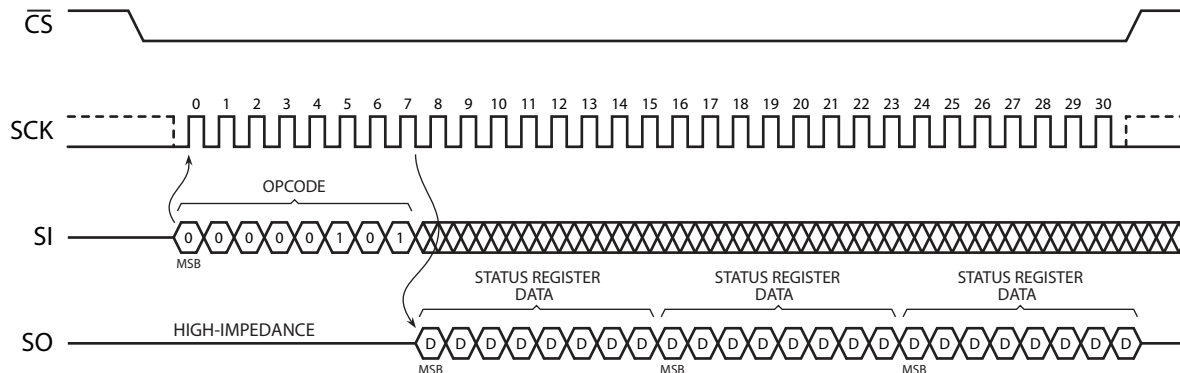 CS
0 1 2 3 4 5 6 7 8 9 10 11 12 13 14 15 16 17 18 19 20 21 22 23 24 25 26 27 28 29 30
SCK
OPCODE
SI 0 0 0 0 0 1 0 1
MSB
STATUS REGISTER DATA
STATUS REGISTER DATA
STATUS REGISTER DATA
HIGH-IMPEDANCE
SO D D D D D D D D D D D D D D D D D D D D D D D D
MSB MSB MSB